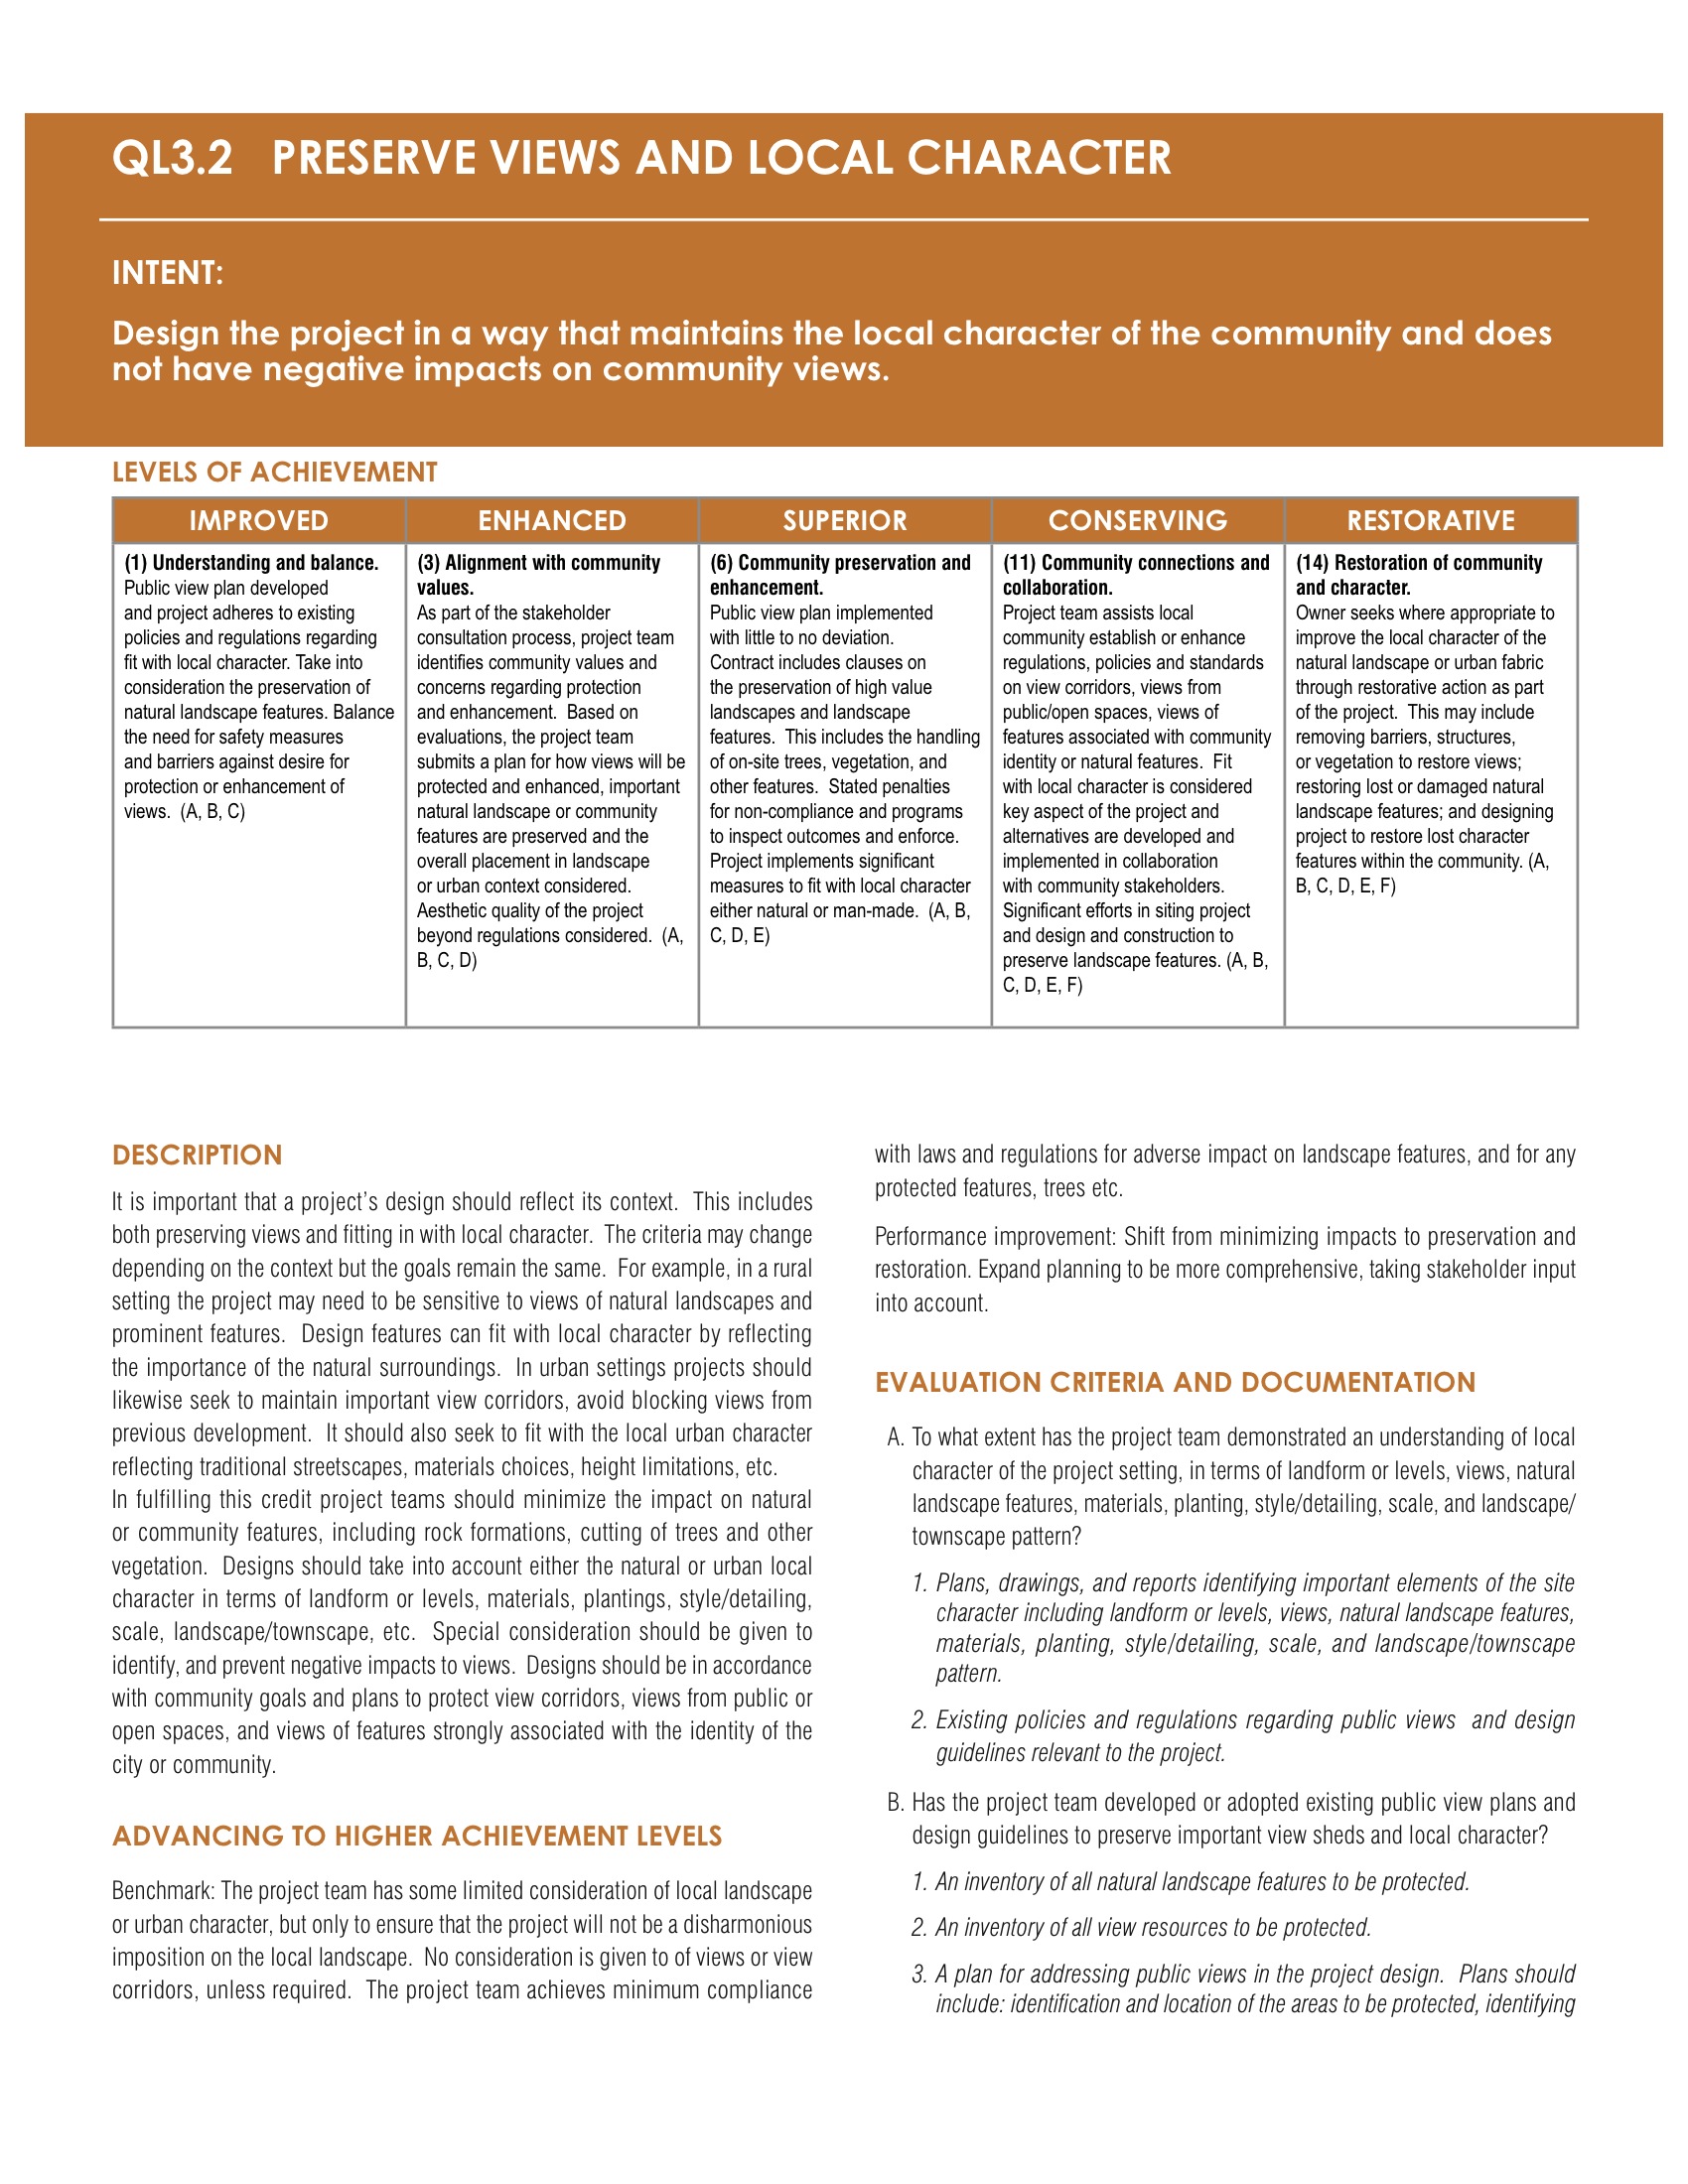 QL3.2 PRESERVE VIEWS AND LOCAL CHARACTER
INTENT:
Design the project in a way that maintains the local character of the community and does
not have negative impacts on community views.
LEVELS OF ACHIEVEMENT
IMPROVED
(1) Understanding and balance.
Public view plan developed
and project adheres to existing
policies and regulations regarding
fit with local character. Take into
consideration the preservation of
natural landscape features. Balance
the need for safety measures
and barriers against desire for
protection or enhancement of
views. (A, B, C)
ENHANCED
(3) Alignment with community
values.
As part of the stakeholder
consultation process, project team
identifies community values and
concerns regarding protection
and enhancement. Based on
evaluations, the project team
submits a plan for how views will be
protected and enhanced, important
natural landscape or community
features are preserved and the
overall placement in landscape
or urban context considered.
Aesthetic quality of the project
beyond regulations considered. (A,
B, C, D)
SUPERIOR
(6) Community preservation and
enhancement.
Public view plan implemented
with little to no deviation.
Contract includes clauses on
the preservation of high value
landscapes and landscape
features. This includes the handling
of on-site trees, vegetation, and
other features. Stated penalties
for non-compliance and programs
to inspect outcomes and enforce.
Project implements significant
measures to fit with local character
either natural or man-made. (A, B,
C, D, E)
CONSERVING
(11) Community connections and
collaboration.
Project team assists local
community establish or enhance
regulations, policies and standards
on view corridors, views from
public/open spaces, views of
features associated with community
identity or natural features. Fit
with local character is considered
key aspect of the project and
alternatives are developed and
implemented in collaboration
with community stakeholders.
Significant efforts in siting project
and design and construction to
preserve landscape features. (A, B,
C, D, E, F)
RESTORATIVE
(14) Restoration of community
and character.
Owner seeks where appropriate to
improve the local character of the
natural landscape or urban fabric
through restorative action as part
of the project. This may include
removing barriers, structures,
or vegetation to restore views;
restoring lost or damaged natural
landscape features; and designing
project to restore lost character
features within the community. (A,
B, C, D, E, F)
DESCRIPTION
It is important that a project's design should reflect its context. This includes
both preserving views and fitting in with local character. The criteria may change
depending on the context but the goals remain the same. For example, in a rural
setting the project may need to be sensitive to views of natural landscapes and
prominent features. Design features can fit with local character by reflecting
the importance of the natural surroundings. In urban settings projects should
likewise seek to maintain important view corridors, avoid blocking views from
previous development. It should also seek to fit with the local urban character
reflecting traditional streetscapes, materials choices, height limitations, etc.
In fulfilling this credit project teams should minimize the impact on natural
or community features, including rock formations, cutting of trees and other
vegetation. Designs should take into account either the natural or urban local
character in terms of landform or levels, materials, plantings, style/detailing,
scale, landscape/townscape, etc. Special consideration should be given to
identify, and prevent negative impacts to views. Designs should be in accordance
with community goals and plans to protect view corridors, views from public or
open spaces, and views of features strongly associated with the identity of the
city or community.
ADVANCING TO HIGHER ACHIEVEMENT LEVELS
Benchmark: The project team has some limited consideration of local landscape
or urban character, but only to ensure that the project will not be a disharmonious
imposition on the local landscape. No consideration is given to of views or view
corridors, unless required. The project team achieves minimum compliance
with laws and regulations for adverse impact on landscape features, and for any
protected features, trees etc.
Performance improvement: Shift from minimizing impacts to preservation and
restoration. Expand planning to be more comprehensive, taking stakeholder input
into account.
EVALUATION CRITERIA AND DOCUMENTATION
A. To what extent has the project team demonstrated an understanding of local
character of the project setting, in terms of landform or levels, views, natural
landscape features, materials, planting, style/detailing, scale, and landscape/
townscape pattern?
1. Plans, drawings, and reports identifying important elements of the site
character including landform or levels, views, natural landscape features,
materials, planting, style/detailing, scale, and landscape/townscape
pattern.
2. Existing policies and regulations regarding public views and design
guidelines relevant to the project.
B. Has the project team developed or adopted existing public view plans and
design guidelines to preserve important view sheds and local character?
1. An inventory of all natural landscape features to be protected.
2. An inventory of all view resources to be protected.
3. A plan for addressing public views in the project design. Plans should
include: identification and location of the areas to be protected, identifying